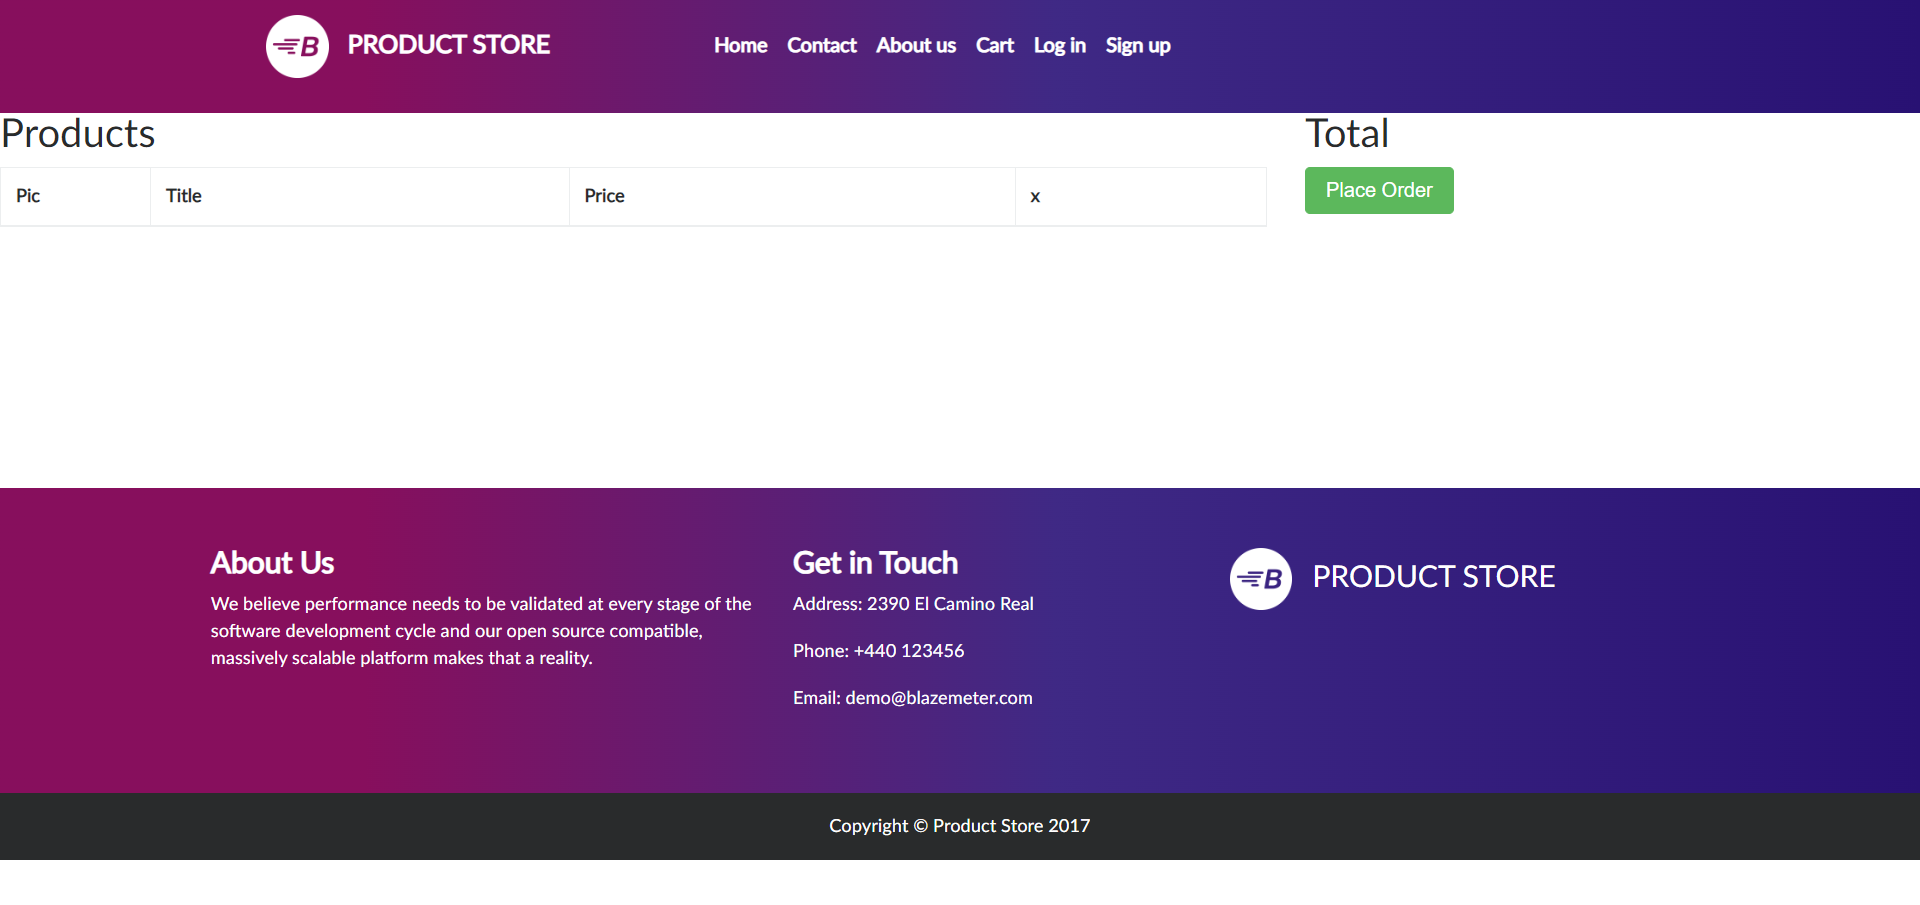 B PRODUCT STORE Home Contact About us Cart Log in Sign up
Products
Total
Pic Title Price x
Place Order
About Us
We believe performance needs to be validated at every stage of the
software development cycle and our open source compatible,
massively scalable platform makes that a reality.
Get in Touch
Address: 2390 El Camino Real
Phone: +440 123456
Email: demo@blazemeter.com
B PRODUCT STORE
Copyright © Product Store 2017